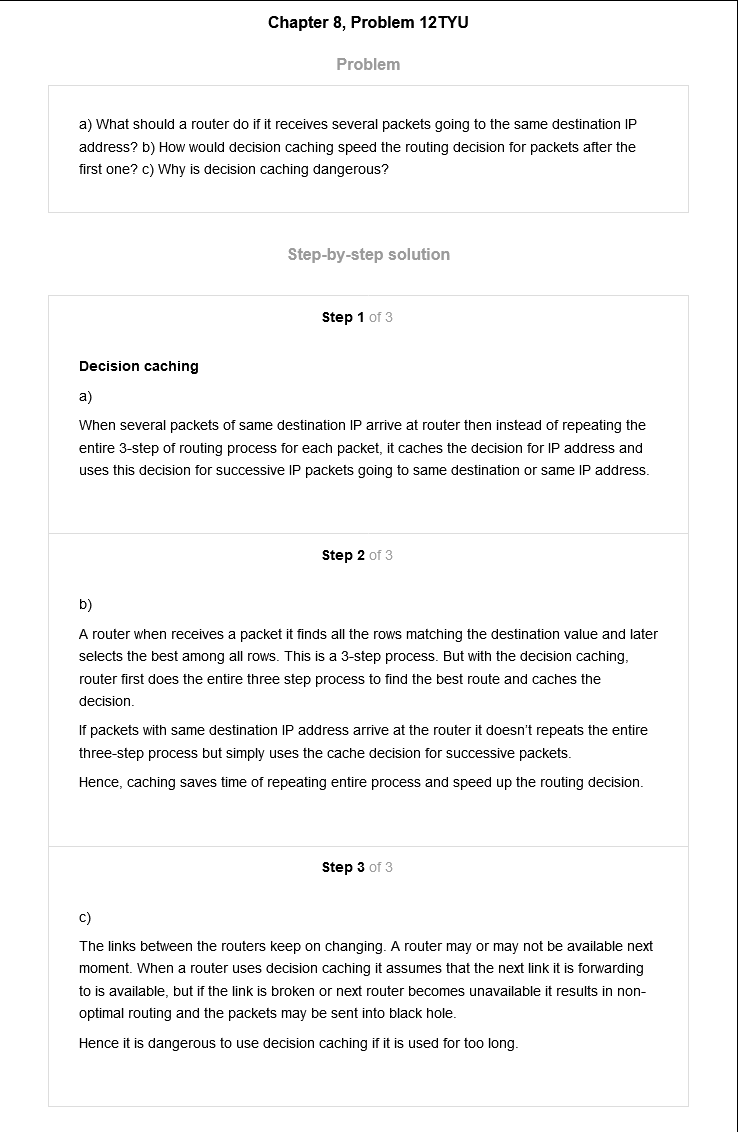 Chapter 8, Problem 12TYU
Problem
a) What should a router do if it receives several packets going to the same destination IP
address? b) How would decision caching speed the routing decision for packets after the
first one? c) Why is decision caching dangerous?
Step-by-step solution
Step 1 of 3
Decision caching
a)
When several packets of same destination IP arrive at router then instead of repeating the
entire 3-step of routing process for each packet, it caches the decision for IP address and
uses this decision for successive IP packets going to same destination or same IP address.
Step 2 of 3
b)
A router when receives a packet it finds all the rows matching the destination value and later
selects the best among all rows. This is a 3-step process. But with the decision caching,
router first does the entire three step process to find the best route and caches the
decision.
If packets with same destination IP address arrive at the router it doesn't repeats the entire
three-step process but simply uses the cache decision for successive packets.
Hence, caching saves time of repeating entire process and speed up the routing decision.
Step 3 of 3
c)
The links between the routers keep on changing. A router may or may not be available next
moment. When a router uses decision caching it assumes that the next link it is forwarding
to is available, but if the link is broken or next router becomes unavailable it results in non-
optimal routing and the packets may be sent into black hole.
Hence it is dangerous to use decision caching if it is used for too long.